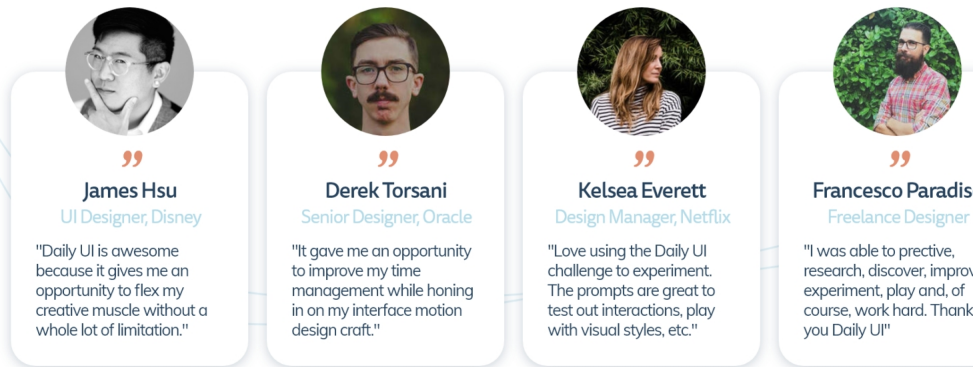 James Hsu
UI Designer, Disney
"Daily UI is awesome
because it gives me an
opportunity to flex my
creative muscle without a
whole lot of limitation."
Derek Torsani
Senior Designer, Oracle
"It gave me an opportunity
to improve my time
management while honing
in on my interface motion
design craft."
Kelsea Everett
Design Manager, Netflix
"Love using the Daily UI
challenge to experiment.
The prompts are great to
test out interactions, play
with visual styles, etc."
Francesco Paradis
Freelance Designer
"I was able to prective,
research, discover, improv
experiment, play and, of
course, work hard. Thank
you Daily UI"